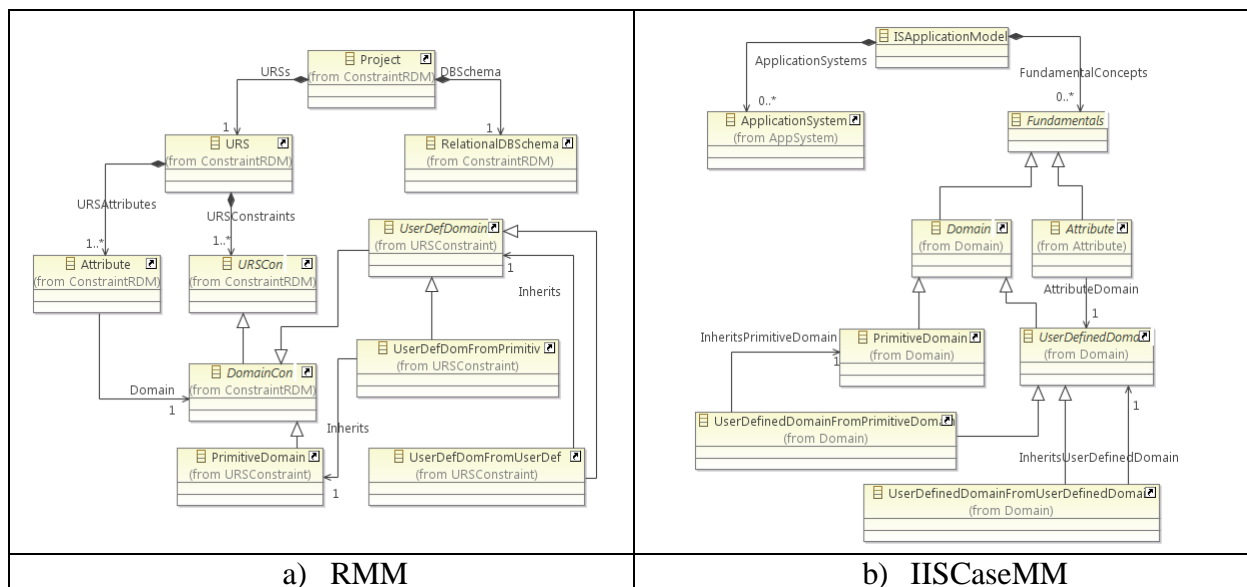 Project
(from ConstraintRDM)
URSs
DBSchema
1
1
URS
(from ConstraintRDM)
RelationalDBSchema
(from ConstraintRDM)
URSAttributes
URSConstraints
1..*
1..*
Attribute
(from ConstraintRDM)
URSCon
(from ConstraintRDM)
UserDefDomain
(from URSConstraint)
1
Inherits
UserDefDomFromPrimitiv
(from URSConstraint)
DomainCon
(from ConstraintRDM)
Domain
1
Inherits
PrimitiveDomain
(from URSConstraint)
1
UserDefDomFromUserDef
(from URSConstraint)
a) RMM
ISApplicationModel
ApplicationSystems
FundamentalConcepts
0..*
0..*
ApplicationSystem
(from AppSystem)
Fundamentals
Domain
(from Domain)
Attribute
(from Attribute)
AttributeDomain
1
InheritsPrimitiveDomain
1
PrimitiveDomain
(from Domain)
UserDefinedDoma
(from Domain)
1
UserDefinedDomainFromPrimitiveDomain
(from Domain)
InheritsUserDefinedDomain
UserDefinedDomainFromUserDefinedDomain
(from Domain)
b) IISCaseMM